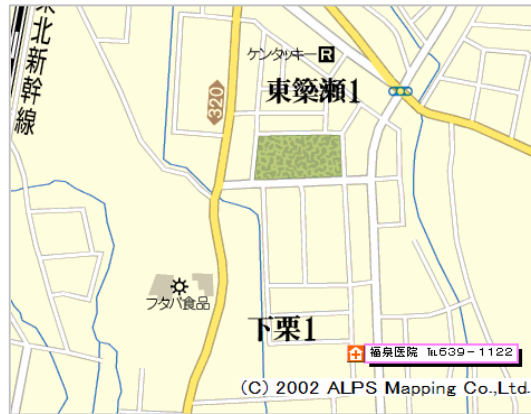 東北新幹線
ケンタッキー R
東簗瀬1
320
フタバ食品
下栗1
福泉医院 ℡639-1122
(C) 2002 ALPS Mapping Co.,Ltd.